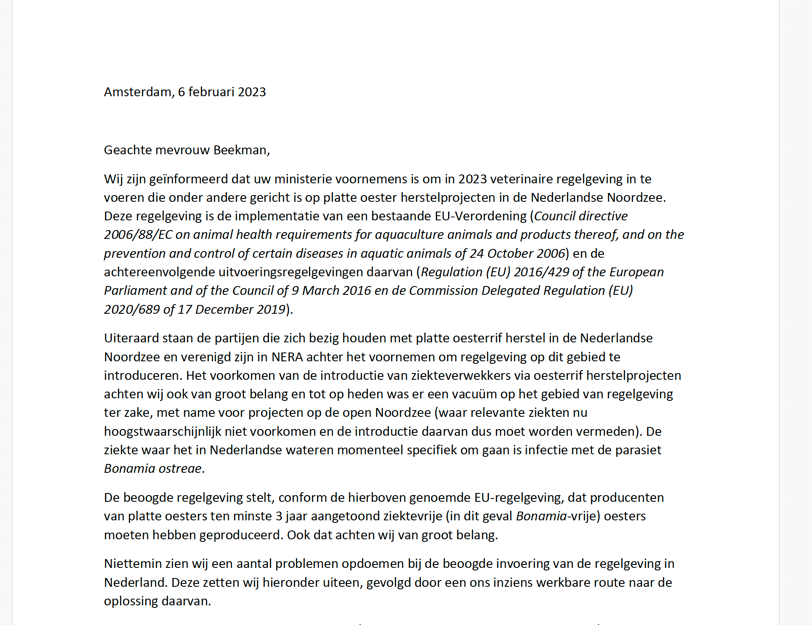 Amsterdam, 6 februari 2023
Geachte mevrouw Beekman,
Wij zijn geïnformeerd dat uw ministerie voornemens is om in 2023 veterinaire regelgeving in te
voeren die onder andere gericht is op platte oester herstelprojecten in de Nederlandse Noordzee.
Deze regelgeving is de implementatie van een bestaande EU-Verordening (Council directive
2006/88/EC on animal health requirements for aquaculture animals and products thereof, and on the
prevention and control of certain diseases in aquatic animals of 24 October 2006) en de
achtereenvolgende uitvoeringsregelgevingen daarvan (Regulation (EU) 2016/429 of the European
Parliament and of the Council of 9 March 2016 en de Commission Delegated Regulation (EU)
2020/689 of 17 December 2019).
Uiteraard staan de partijen die zich bezig houden met platte oesterrif herstel in de Nederlandse
Noordzee en verenigd zijn in NERA achter het voornemen om regelgeving op dit gebied te
introduceren. Het voorkomen van de introductie van ziekteverwekkers via oesterrif herstelprojecten
achten wij ook van groot belang en tot op heden was er een vacuüm op het gebied van regelgeving
ter zake, met name voor projecten op de open Noordzee (waar relevante ziekten nu
hoogstwaarschijnlijk niet voorkomen en de introductie daarvan dus moet worden vermeden). De
ziekte waar het in Nederlandse wateren momenteel specifiek om gaan is infectie met de parasiet
Bonamia ostreae.
De beoogde regelgeving stelt, conform de hierboven genoemde EU-regelgeving, dat producenten
van platte oesters ten minste 3 jaar aangetoond ziektevrije (in dit geval Bonamia-vrije) oesters
moeten hebben geproduceerd. Ook dat achten wij van groot belang.
Niettemin zien wij een aantal problemen opdoemen bij de beoogde invoering van de regelgeving in
Nederland. Deze zetten wij hieronder uiteen, gevolgd door een ons inziens werkbare route naar de
oplossing daarvan.